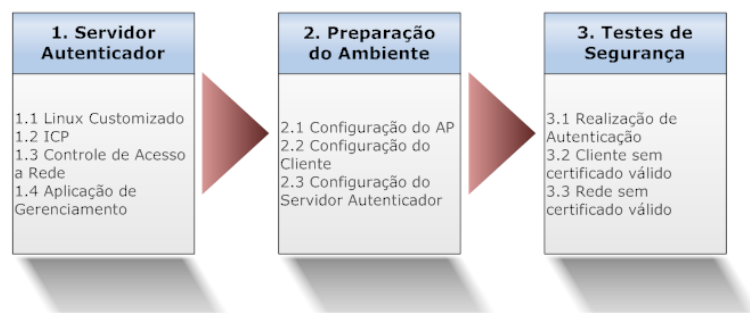 1. Servidor
Autenticador
1.1 Linux Customizado
1.2 ICP
1.3 Controle de Acesso
a Rede
1.4 Aplicação de
Gerenciamento
2. Preparação
do Ambiente
2.1 Configuração do AP
2.2 Configuração do
Cliente
2.3 Configuração do
Servidor Autenticador
3. Testes de
Segurança
3.1 Realização de
Autenticação
3.2 Cliente sem
certificado válido
3.3 Rede sem
certificado válido